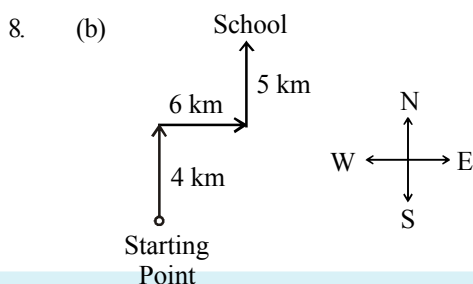 8. (b)
School
6 km
5 km
N
W
E
4 km
S
Starting
Point